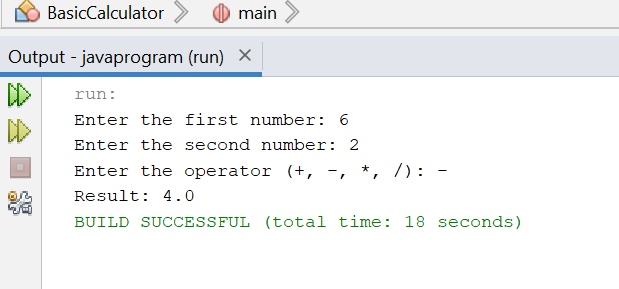 BasicCalculator main
Output - javaprogram (run) ×
run:
Enter the first number: 6
Enter the second number: 2
Enter the operator (+, -, *, /): -
Result: 4.0
BUILD SUCCESSFUL (total time: 18 seconds)